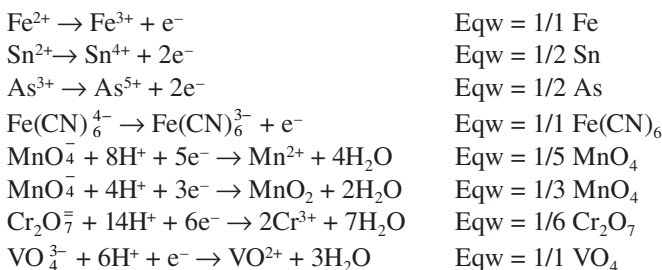 Fe²⁺ → Fe³⁺ + e⁻ Eqw = 1/1 Fe
Sn²⁺→ Sn⁴⁺ + 2e⁻ Eqw = 1/2 Sn
As³⁺ → As⁵⁺ + 2e⁻ Eqw = 1/2 As
Fe(CN)₆⁴⁻ → Fe(CN)₆³⁻ + e⁻ Eqw = 1/1 Fe(CN)₆
MnO₄⁻ + 8H⁺ + 5e⁻ → Mn²⁺ + 4H₂O Eqw = 1/5 MnO₄
MnO₄⁻ + 4H⁺ + 3e⁻ → MnO₂ + 2H₂O Eqw = 1/3 MnO₄
Cr₂O₇⁼ + 14H⁺ + 6e⁻ → 2Cr³⁺ + 7H₂O Eqw = 1/6 Cr₂O₇
VO₄³⁻ + 6H⁺ + e⁻ → VO²⁺ + 3H₂O Eqw = 1/1 VO₄